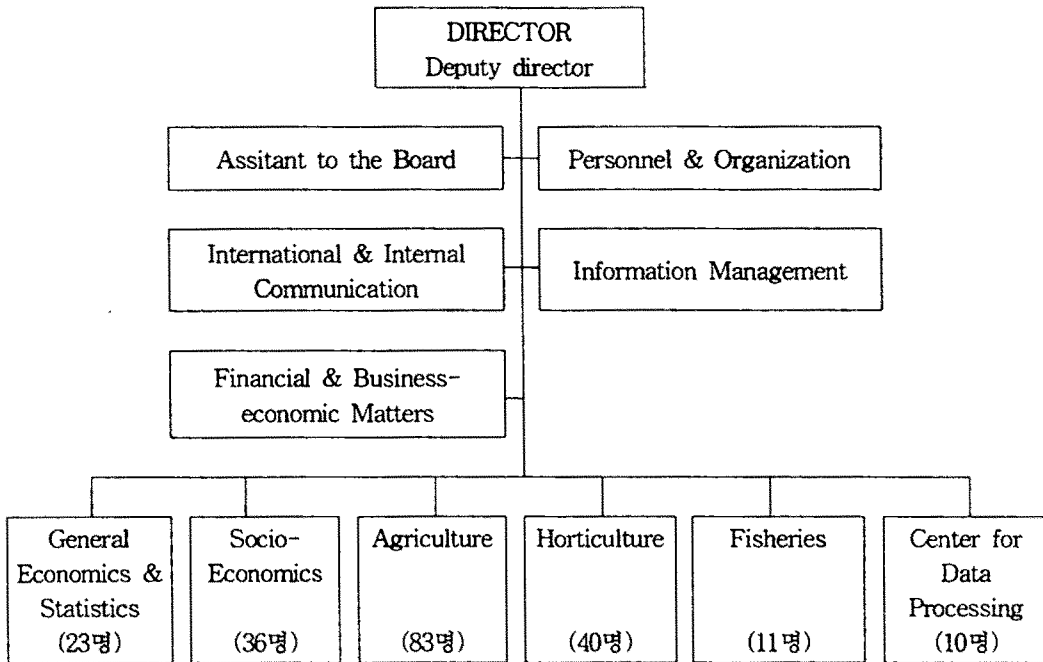 DIRECTOR
Deputy director
Assitant to the Board
Personnel & Organization
International & Internal
Communication
Information Management
Financial & Business-
economic Matters
General
Economics &
Statistics
(23명)
Socio-
Economics
(36명)
Agriculture
(83명)
Horticulture
(40명)
Fisheries
(11명)
Center for
Data
Processing
(10명)